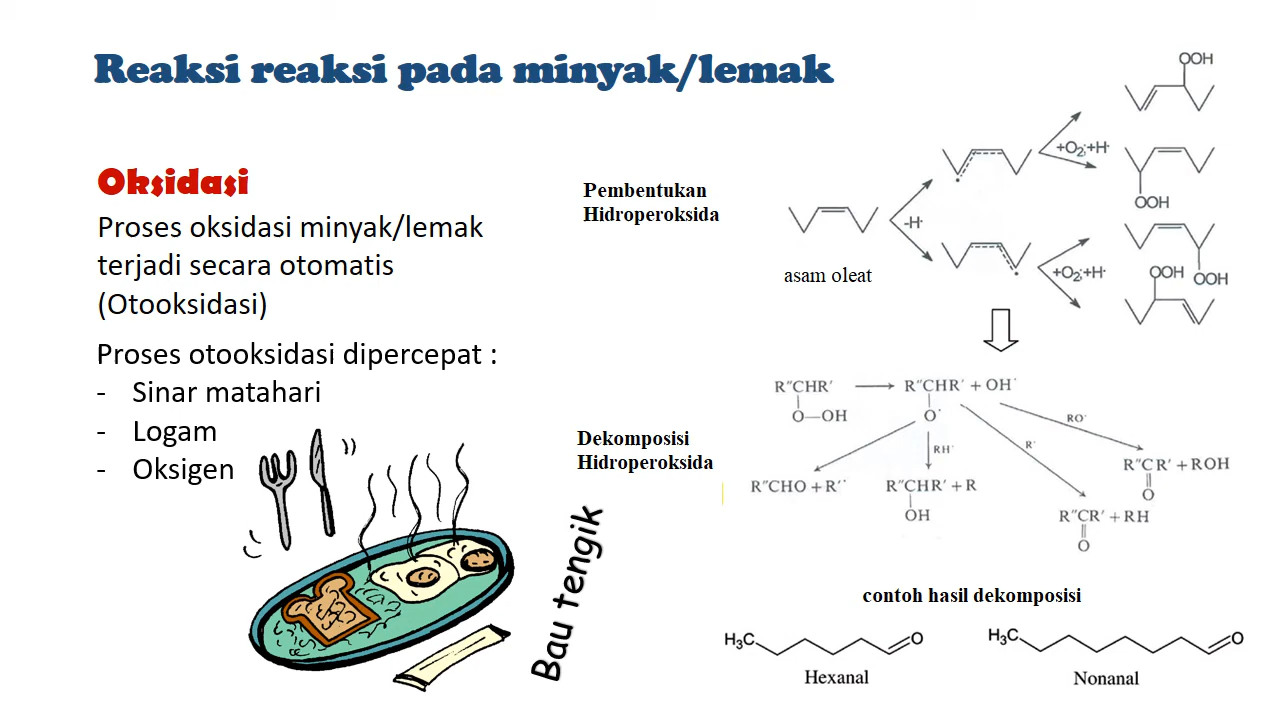 Reaksi reaksi pada minyak/lemak
Oksidasi
Proses oksidasi minyak/lemak
terjadi secara otomatis
(Otooksidasi)
Proses otooksidasi dipercepat :
- Sinar matahari
- Logam
- Oksigen
Bau tengik
Pembentukan
Hidroperoksida
asam oleat
-H·
+O₂;+H·
+O₂;+H·
OOH
OOH
OOH
OOH
Dekomposisi
Hidroperoksida
R″CHR′
O—OH
R″CHR′ + OH·
O·
RO·
R·
RH·
R″CHO + R′·
R″CHR′ + R
OH
R″CR′ + ROH
O
R″CR′ + RH
O
contoh hasil dekomposisi
H₃C
O
Hexanal
H₃C
O
Nonanal